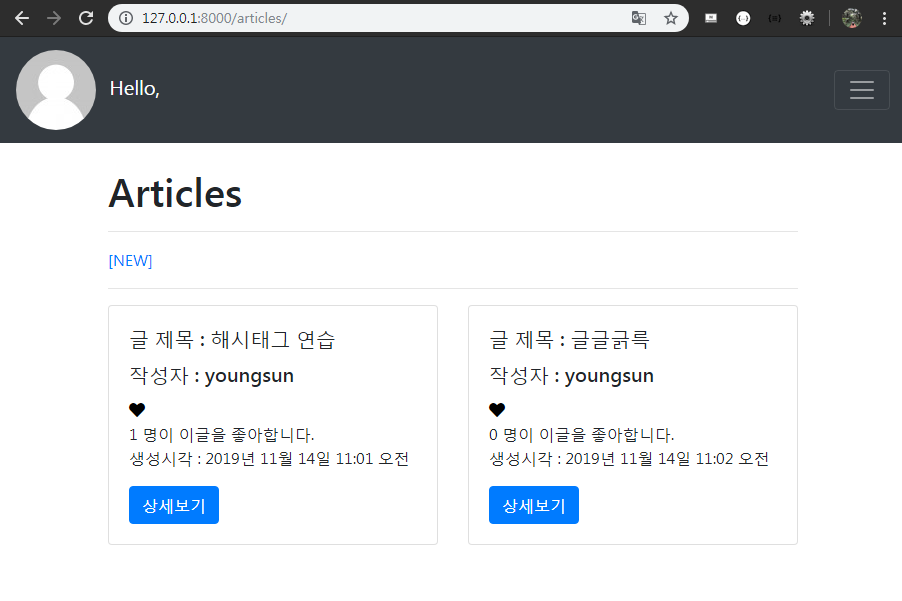 127.0.0.1:8000/articles/
Hello,
Articles
[NEW]
글 제목 : 해시태그 연습
작성자 : youngsun
1 명이 이글을 좋아합니다.
생성시각 : 2019년 11월 14일 11:01 오전
상세보기
글 제목 : 글글긁륵
작성자 : youngsun
0 명이 이글을 좋아합니다.
생성시각 : 2019년 11월 14일 11:02 오전
상세보기